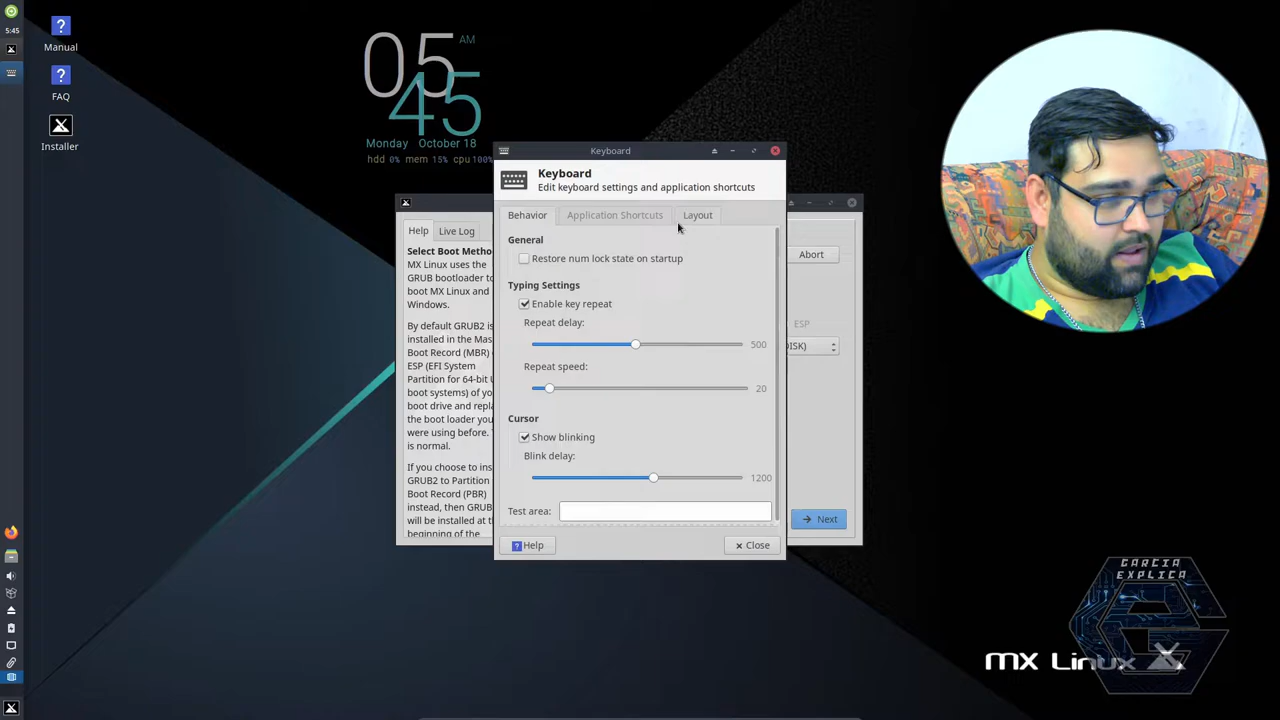 5:45
Manual
FAQ
Installer
05
AM
45
Monday October 18
hdd 0% mem 15% cpu 100%
Keyboard
Keyboard
Edit keyboard settings and application shortcuts
Behavior
Application Shortcuts
Layout
General
Restore num lock state on startup
Typing Settings
Enable key repeat
Repeat delay:
500
Repeat speed:
20
Cursor
Show blinking
Blink delay:
1200
Test area:
Help
Close
Help
Live Log
Select Boot Metho
MX Linux uses the
GRUB bootloader to
boot MX Linux and
Windows.
By default GRUB2 is
installed in the Mas
Boot Record (MBR)
ESP (EFI System
Partition for 64-bit U
boot systems) of yo
boot drive and repla
the boot loader you
were using before.
is normal.
If you choose to ins
GRUB2 to Partition
Boot Record (PBR)
instead, then GRUB
will be installed at th
beginning of the
Abort
ESP
DISK)
Next
GARCIA
EXPLICA
MX Linux